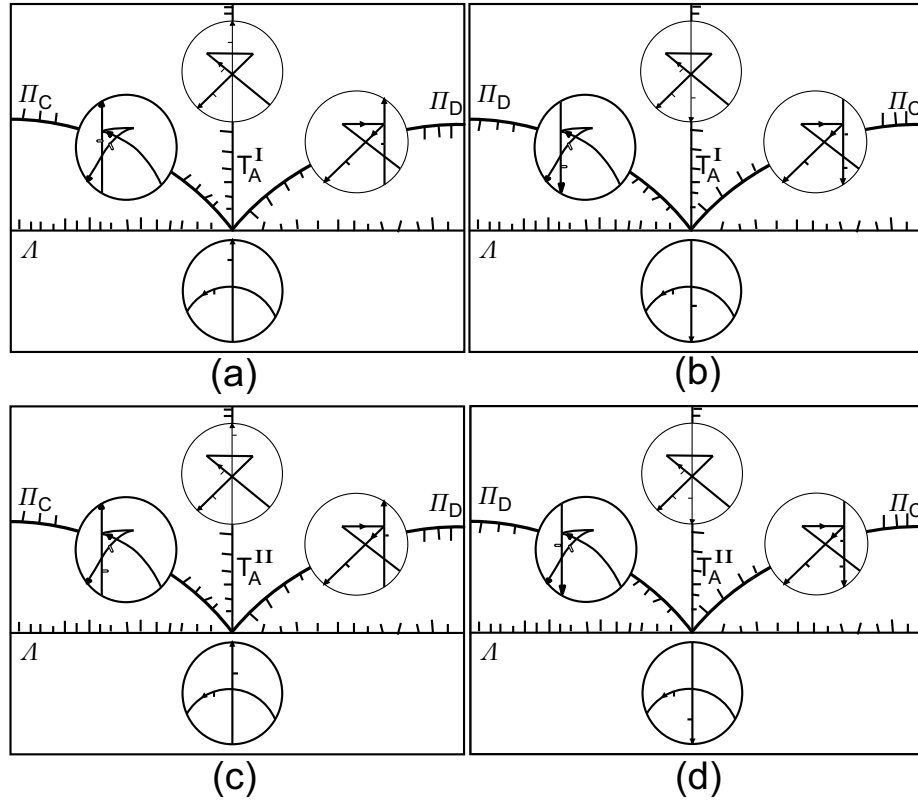 Π_C T_A^I Π_D
Λ
(a)
Π_D T_A^I Π_C
Λ
(b)
Π_C T_A^II Π_D
Λ
(c)
Π_D T_A^II Π_C
Λ
(d)